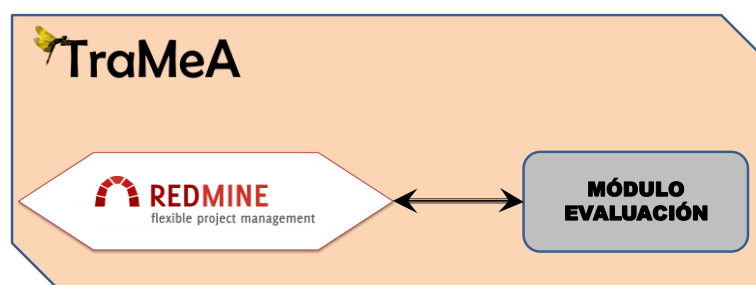 TraMeA
REDMINE
flexible project management
MÓDULO
EVALUACIÓN